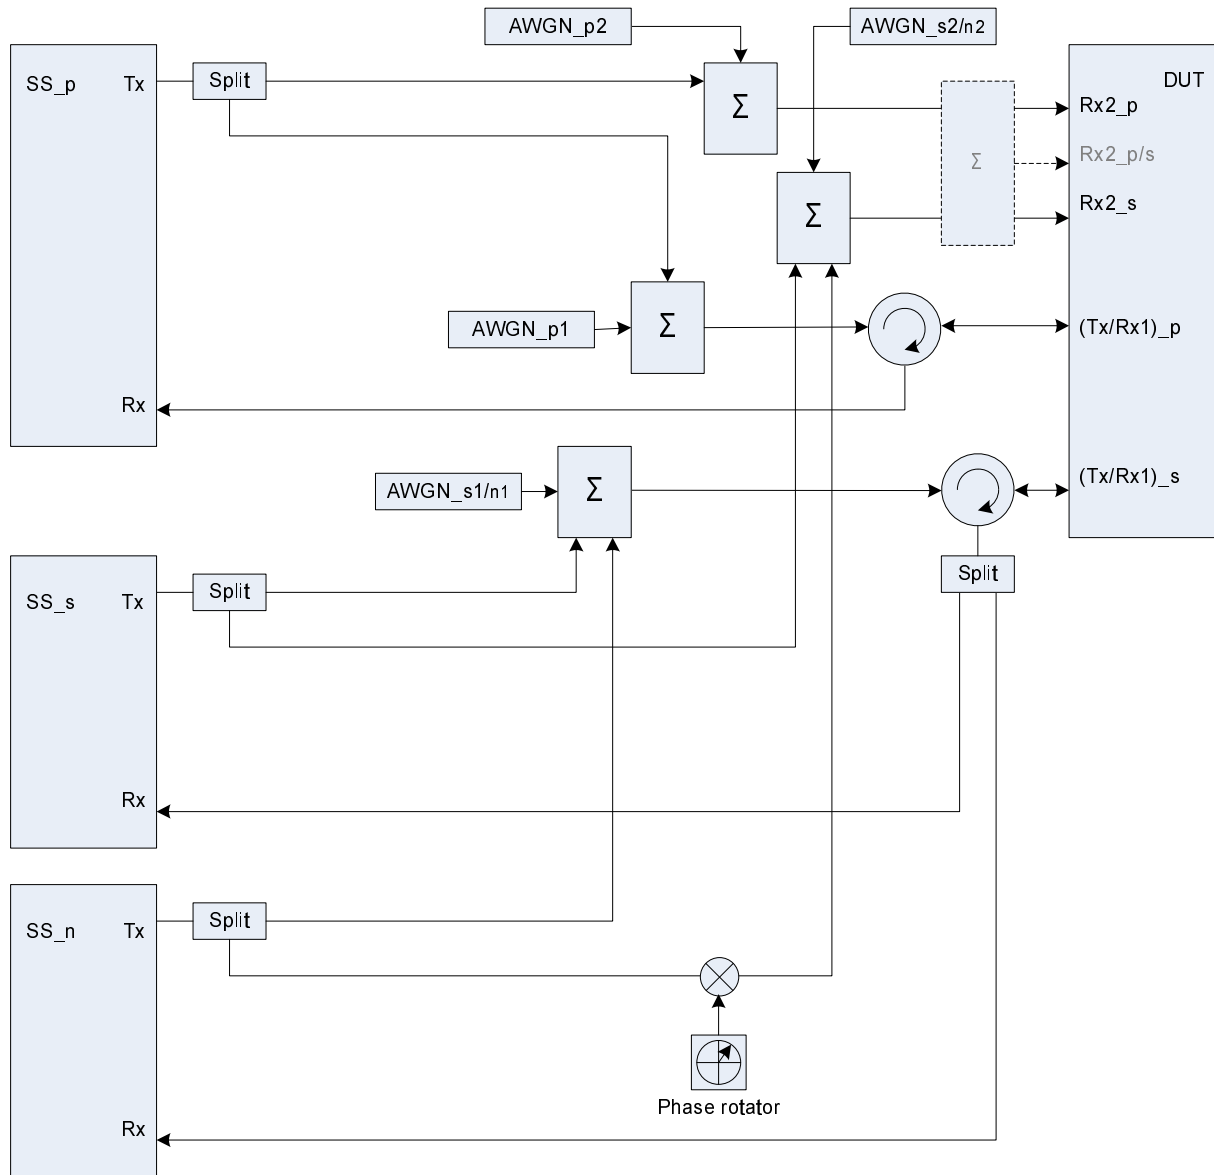 AWGN_p2
AWGN_s2/n2
SS_p
Tx
Split
DUT
Σ
Rx2_p
Σ
Rx2_p/s
Rx2_s
Σ
AWGN_p1
Σ
(Tx/Rx1)_p
Rx
AWGN_s1/n1
Σ
(Tx/Rx1)_s
Split
SS_s
Tx
Split
Rx
SS_n
Tx
Split
Phase rotator
Rx